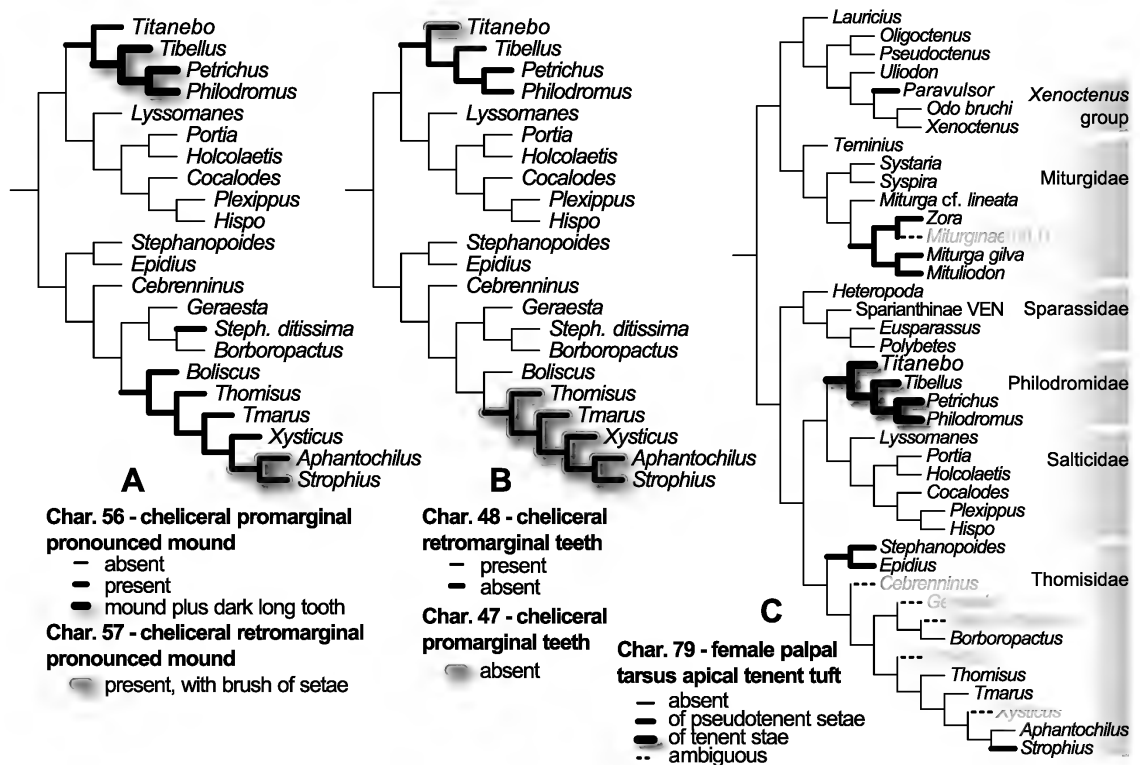 Titanebo
Tibellus
Petrichus
Philodromus
Lyssomanes
Portia
Holcolaetis
Cocalodes
Plexippus
Hispo
Stephanopoides
Epidius
Cebrenninus
Geraesta
Steph. ditissima
Borboropactus
Boliscus
Thomisus
Tmarus
Xysticus
Aphantochilus
Strophius
A
Char. 56 - cheliceral promarginal
pronounced mound
absent
present
mound plus dark long tooth
Char. 57 - cheliceral retromarginal
pronounced mound
present, with brush of setae
Titanebo
Tibellus
Petrichus
Philodromus
Lyssomanes
Portia
Holcolaetis
Cocalodes
Plexippus
Hispo
Stephanopoides
Epidius
Cebrenninus
Geraesta
Steph. ditissima
Borboropactus
Boliscus
Thomisus
Tmarus
Xysticus
Aphantochilus
Strophius
B
Char. 48 - cheliceral
retromarginal teeth
present
absent
Char. 47 - cheliceral
promarginal teeth
absent
Lauricius
Oligoctenus
Pseudoctenus
Uliodon
Paravulsor
Odo bruchi
Xenoctenus
Xenoctenus
group
Teminius
Systaria
Syspira
Miturga cf. lineata
Zora
Miturginae
Miturga gilva
Mituliodon
Miturgidae
Heteropoda
Sparianthinae VEN
Eusparassus
Polybetes
Sparassidae
Titanebo
Tibellus
Petrichus
Philodromus
Philodromidae
Lyssomanes
Portia
Holcolaetis
Cocalodes
Plexippus
Hispo
Salticidae
Stephanopoides
Epidius
Cebrenninus
Borboropactus
Thomisus
Tmarus
Xysticus
Aphantochilus
Strophius
Thomisidae
C
Char. 79 - female palpal
tarsus apical tenent tuft
absent
of pseudotenent setae
of tenent stae
ambiguous